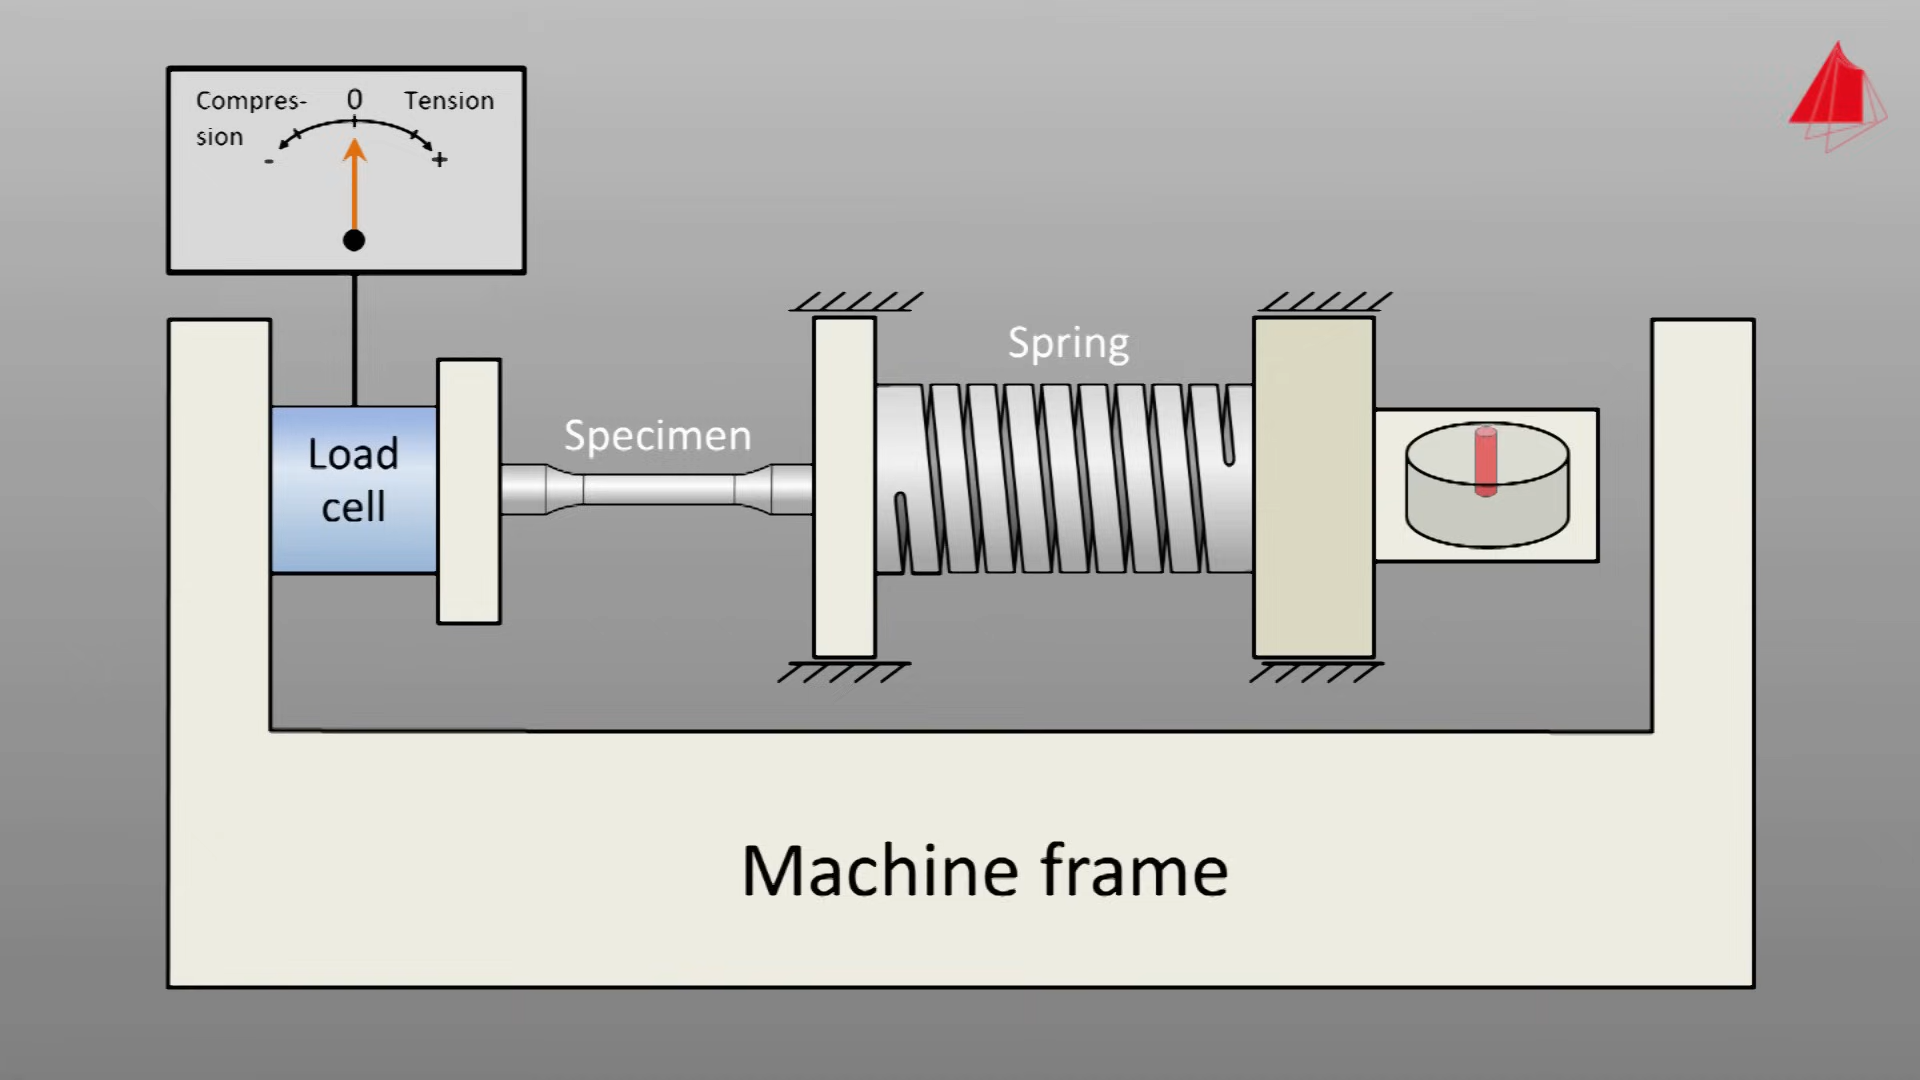 Compres- 0 Tension
sion
- +
Spring
Specimen
Load
cell
Machine frame